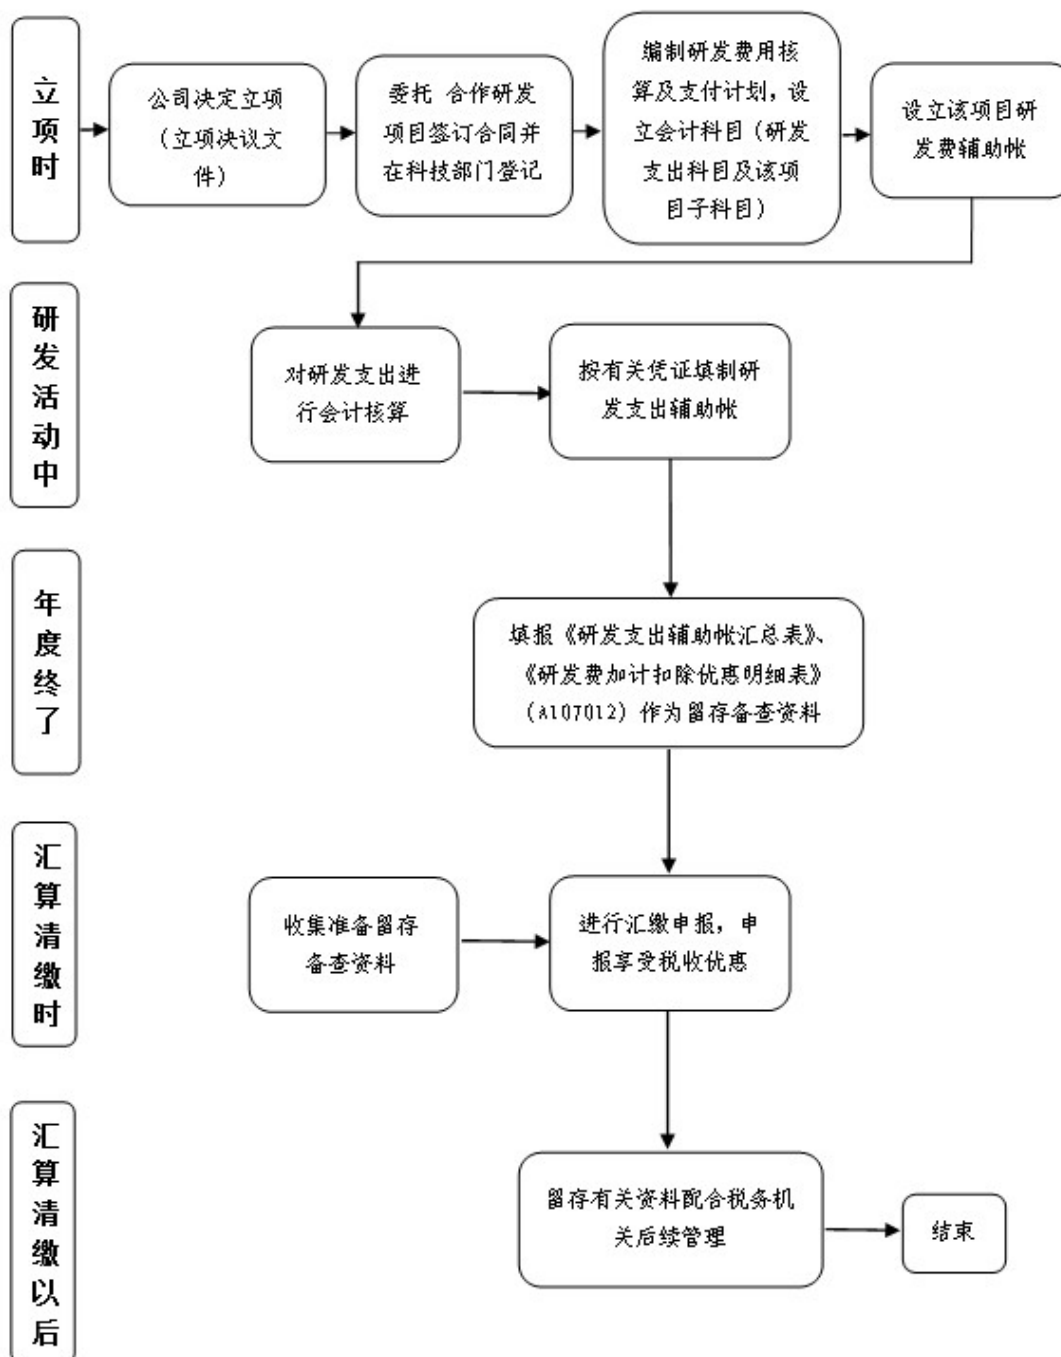 立项时
公司决定立项
（立项决议文
件）
委托 合作研发
项目签订合同并
在科技部门登记
编制研发费用核
算及支付计划，设
立会计科目（研发
支出科目及该项
目子科目）
设立该项目研
发费辅助帐
研发活动中
对研发支出进
行会计核算
按有关凭证填制研
发支出辅助帐
年度终了
填报《研发支出辅助帐汇总表》、
《研发费加计扣除优惠明细表》
（A107012）作为留存备查资料
汇算清缴时
收集准备留存
备查资料
进行汇缴申报，申
报享受税收优惠
汇算清缴以后
留存有关资料配合税务机
关后续管理
结束